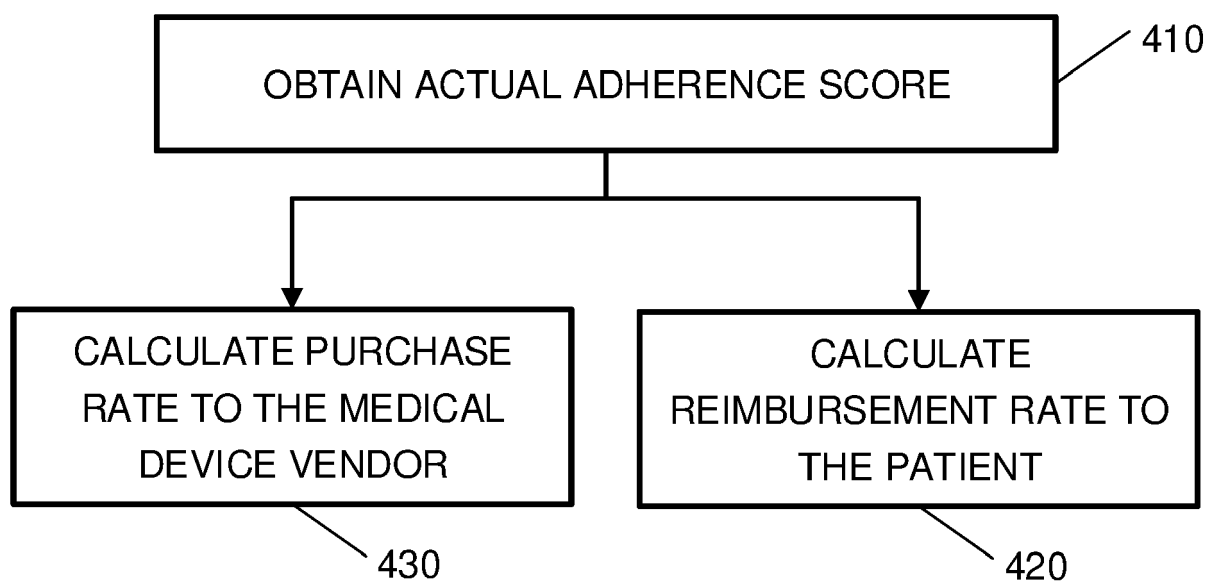 OBTAIN ACTUAL ADHERENCE SCORE
410
CALCULATE PURCHASE
RATE TO THE MEDICAL
DEVICE VENDOR
430
CALCULATE
REIMBURSEMENT RATE TO
THE PATIENT
420